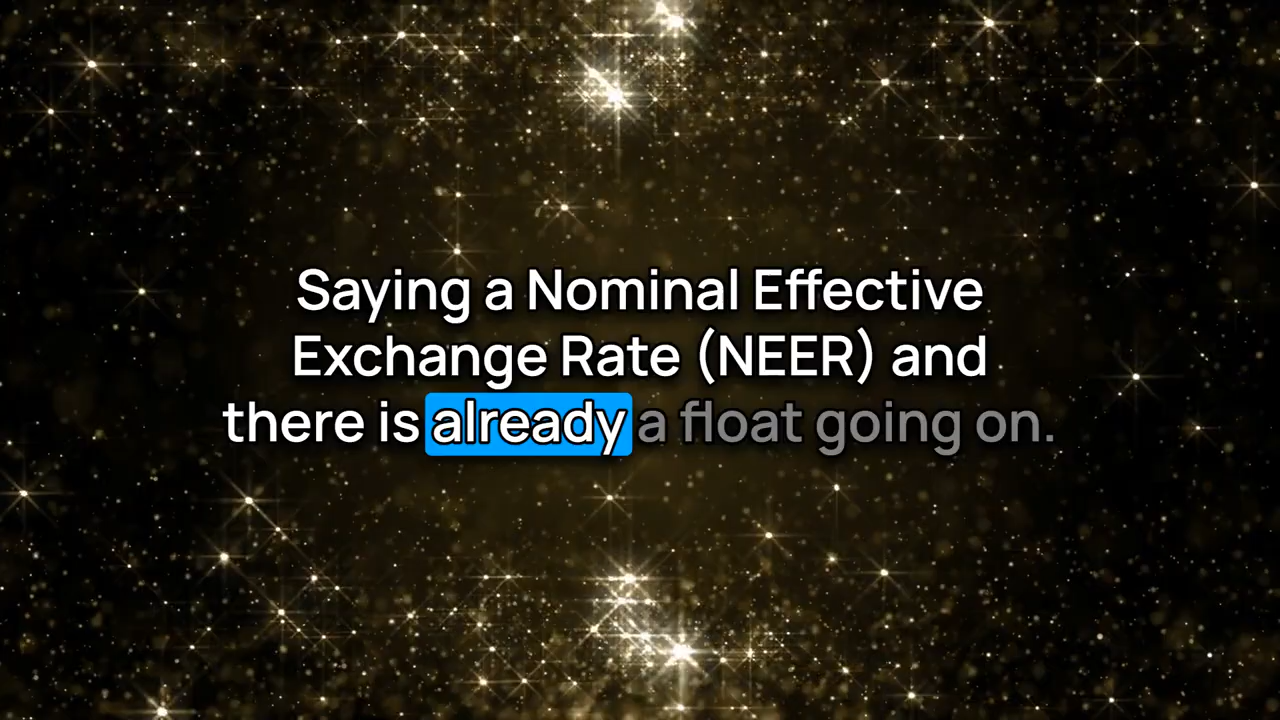 Saying a Nominal Effective
Exchange Rate (NEER) and
there is already a float going on.